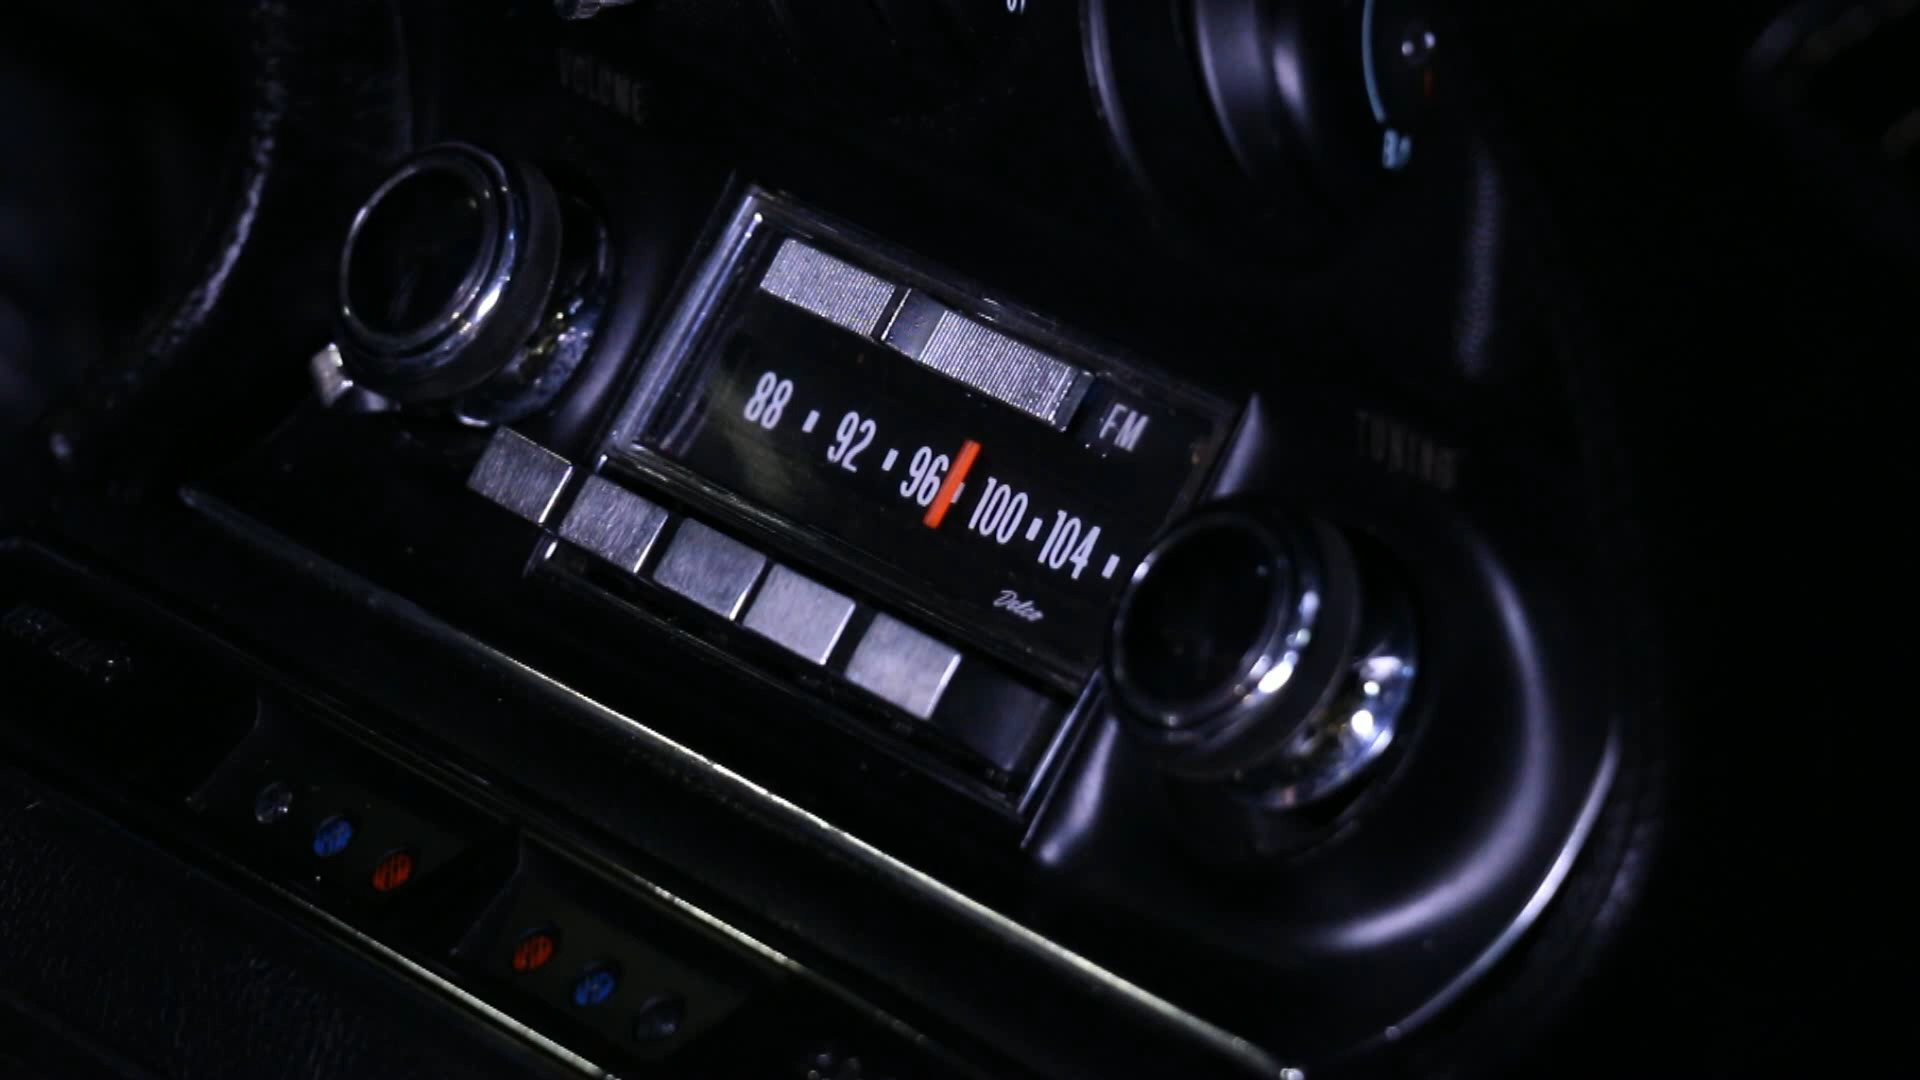 VOLUME
FM
88 · 92 · 96 · 100 · 104 ·
Delco
TUNING